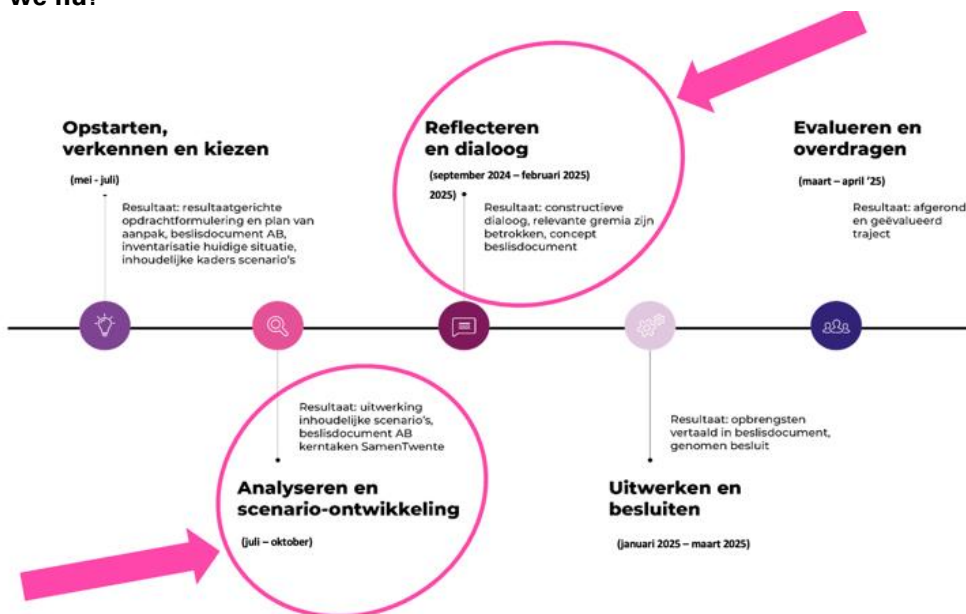 we nu?
Opstarten,
verkennen en kiezen
(mei - juli)
Resultaat: resultaatgerichte
opdrachtformulering en plan van
aanpak, beslisdocument AB,
inventarisatie huidige situatie,
inhoudelijke kaders scenario's
Reflecteren
en dialoog
(september 2024 – februari 2025)
2025)
Resultaat: constructieve
dialoog, relevante gremia zijn
betrokken, concept
beslisdocument
Evalueren en
overdragen
(maart – april '25)
Resultaat: afgerond
en geëvalueerd
traject
Resultaat: uitwerking
inhoudelijke scenario's,
beslisdocument AB
kerntaken SamenTwente
Analyseren en
scenario-ontwikkeling
(juli – oktober)
Resultaat: opbrengsten
vertaald in beslisdocument,
genomen besluit
Uitwerken en
besluiten
(januari 2025 – maart 2025)